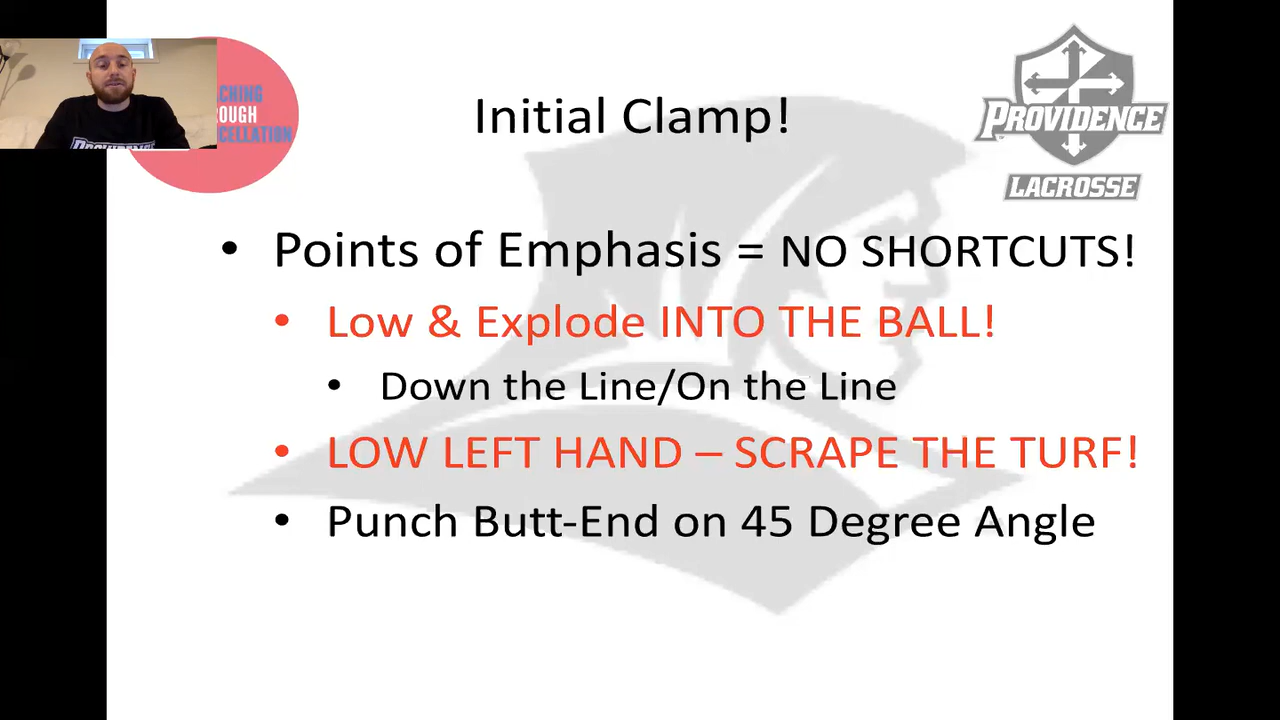 Initial Clamp!
PROVIDENCE
LACROSSE
• Points of Emphasis = NO SHORTCUTS!
• Low & Explode INTO THE BALL!
• Down the Line/On the Line
• LOW LEFT HAND – SCRAPE THE TURF!
• Punch Butt-End on 45 Degree Angle